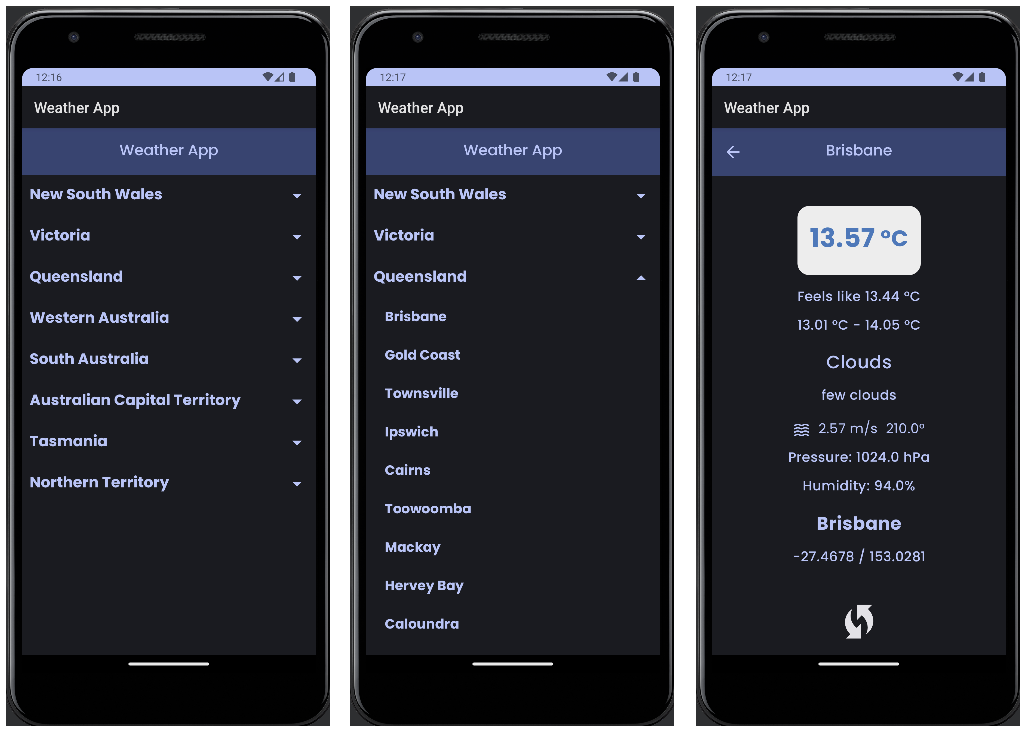 12:16
Weather App
Weather App
New South Wales
Victoria
Queensland
Western Australia
South Australia
Australian Capital Territory
Tasmania
Northern Territory
12:17
Weather App
Weather App
New South Wales
Victoria
Queensland
Brisbane
Gold Coast
Townsville
Ipswich
Cairns
Toowoomba
Mackay
Hervey Bay
Caloundra
12:17
Weather App
Brisbane
13.57 °C
Feels like 13.44 °C
13.01 °C - 14.05 °C
Clouds
few clouds
2.57 m/s 210.0°
Pressure: 1024.0 hPa
Humidity: 94.0%
Brisbane
-27.4678 / 153.0281